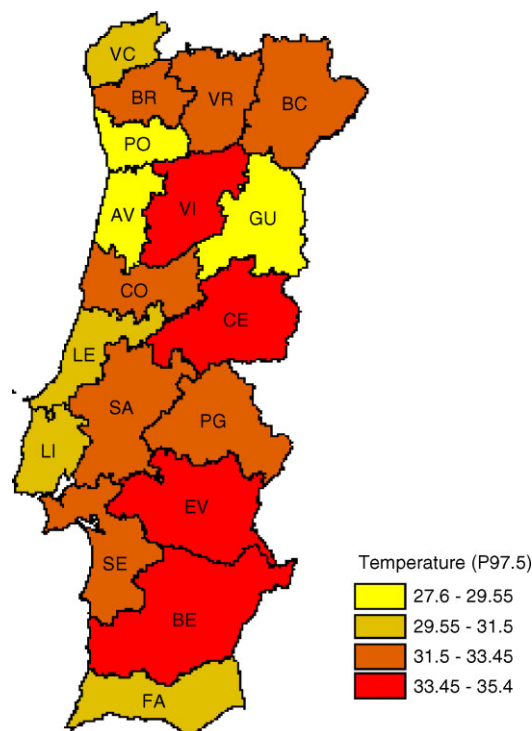 VC
BR
VR
BC
PO
AV
VI
GU
CO
CE
LE
SA
PG
LI
EV
SE
BE
FA
Temperature (P97.5)
27.6 - 29.55
29.55 - 31.5
31.5 - 33.45
33.45 - 35.4